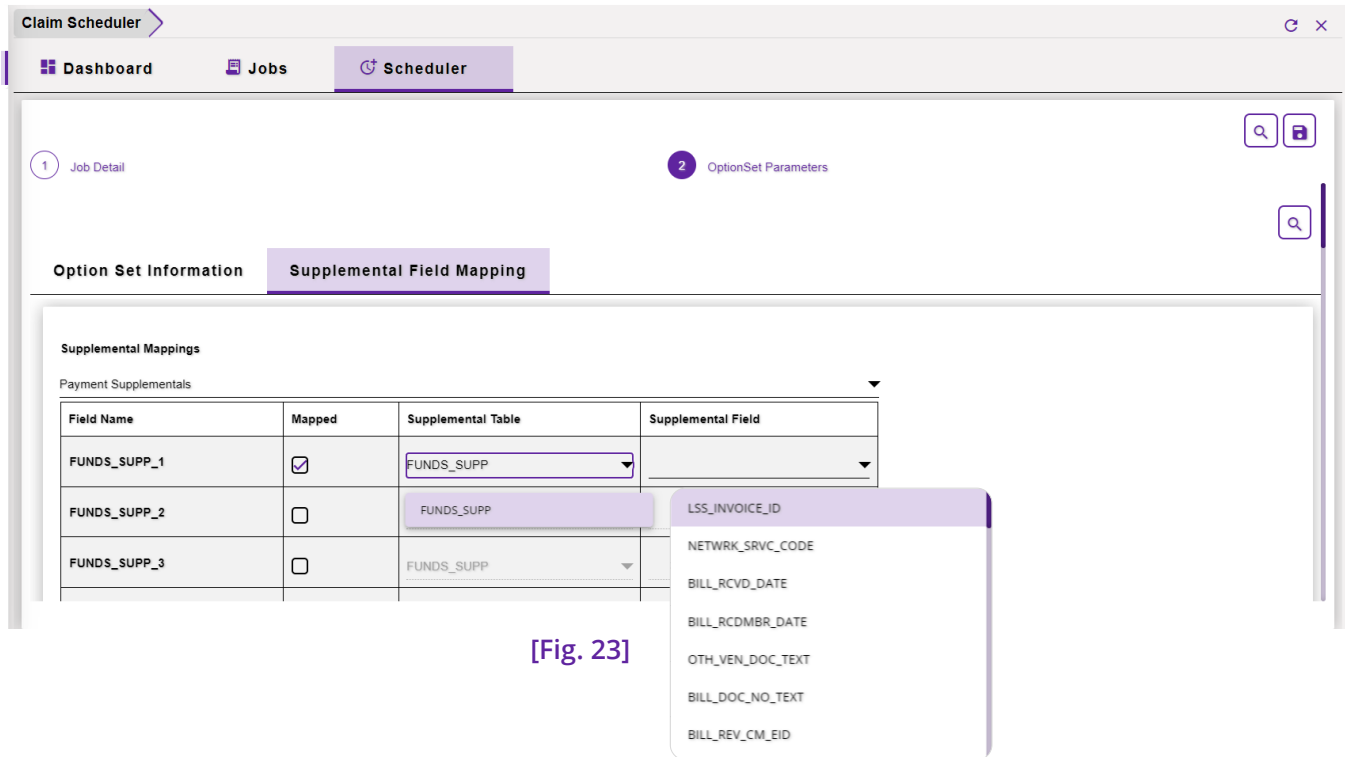 Claim Scheduler
Dashboard Jobs Scheduler
1 Job Detail 2 OptionSet Parameters
Option Set Information Supplemental Field Mapping
Supplemental Mappings
Payment Supplementals
Field Name Mapped Supplemental Table Supplemental Field
FUNDS_SUPP_1 FUNDS_SUPP
FUNDS_SUPP_2 FUNDS_SUPP LSS_INVOICE_ID
NETWRK_SRVC_CODE
FUNDS_SUPP_3 FUNDS_SUPP
BILL_RCVD_DATE
BILL_RCDMBR_DATE
[Fig. 23]
OTH_VEN_DOC_TEXT
BILL_DOC_NO_TEXT
BILL_REV_CM_EID